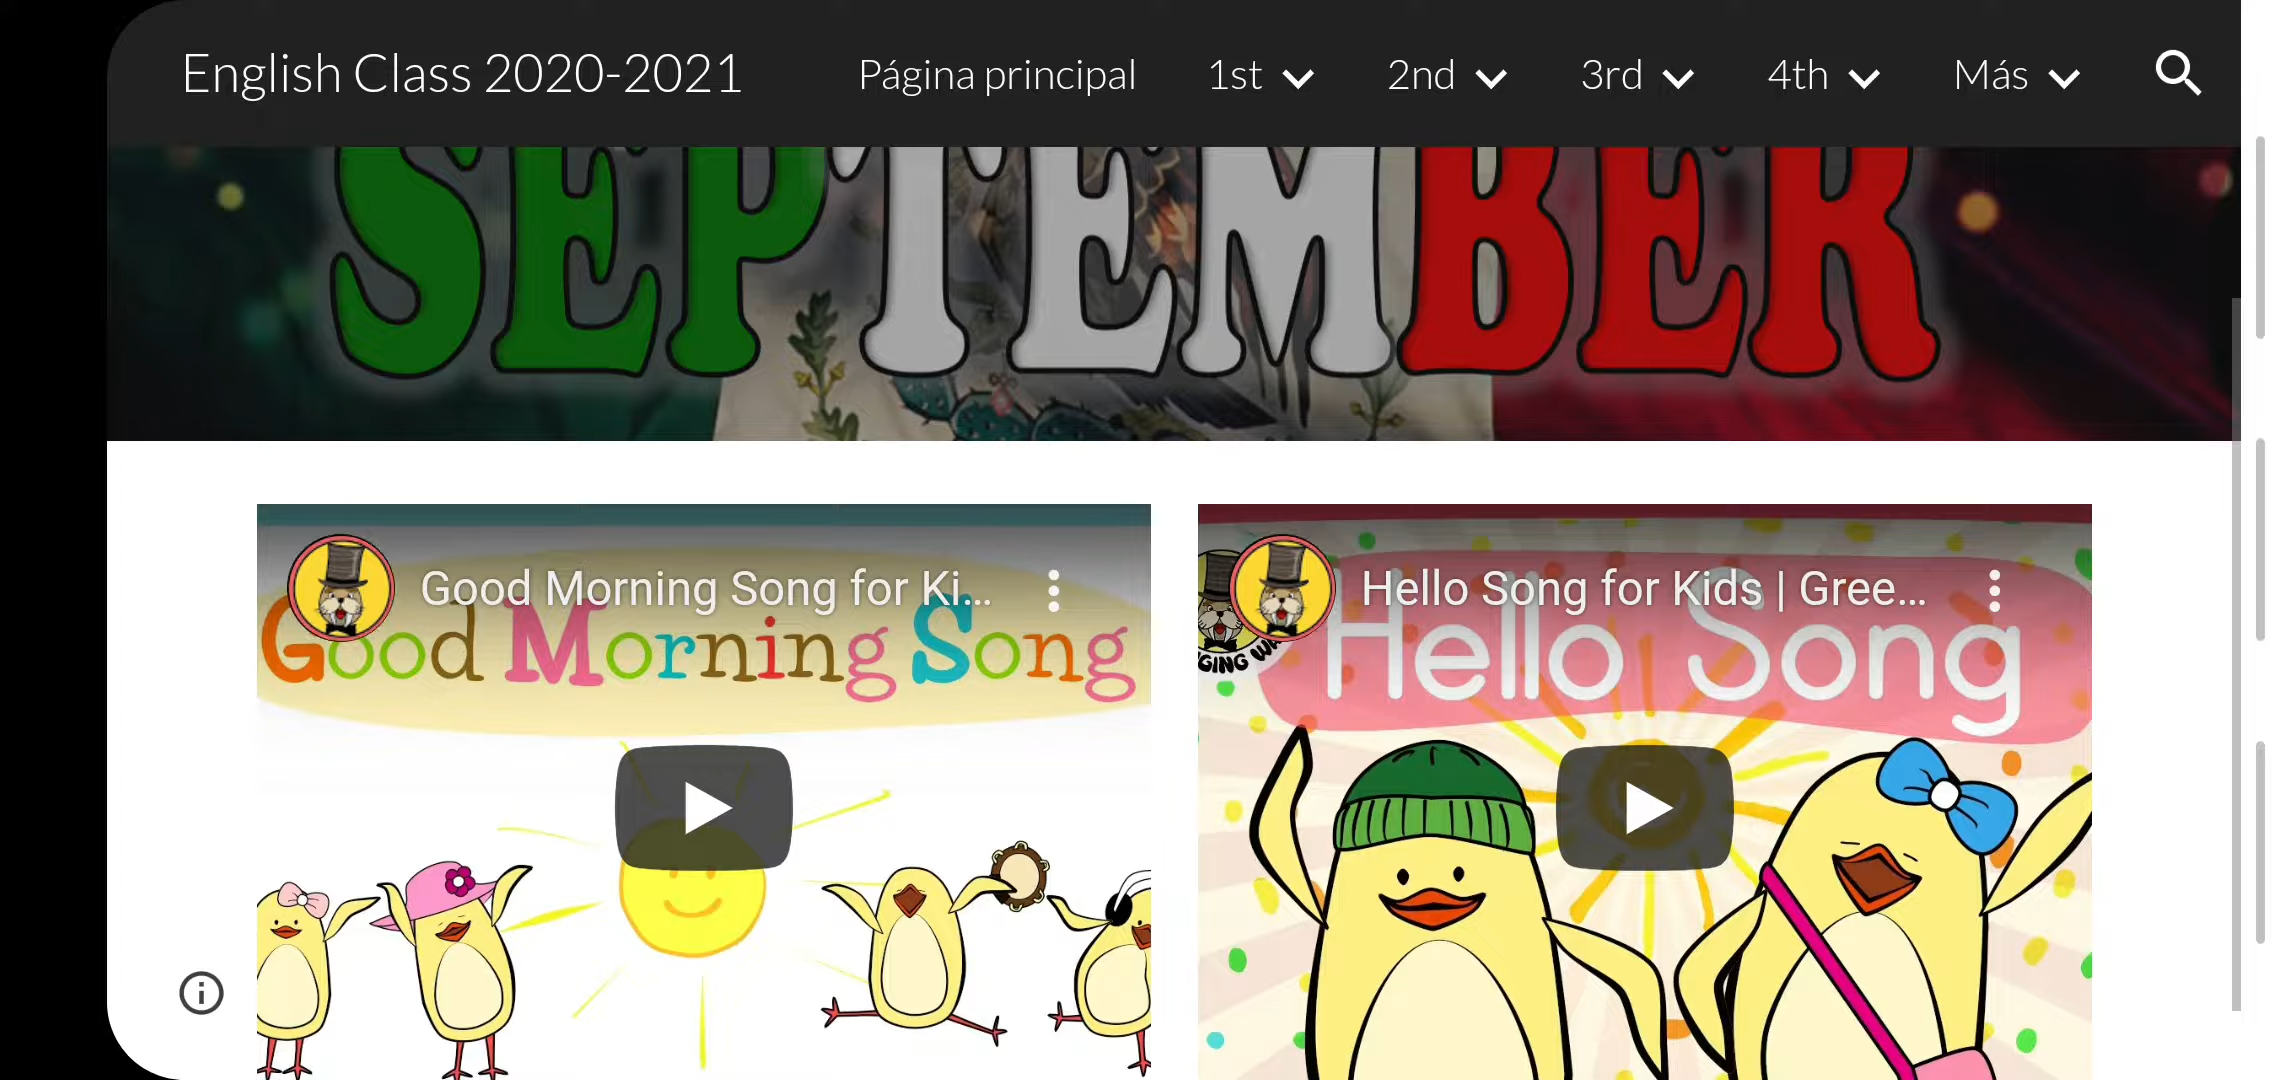 English Class 2020-2021
Página principal
1st
2nd
3rd
4th
Más
SEPTEMBER
Good Morning Song for Ki...
Good Morning Song
Hello Song for Kids | Gree...
Hello Song